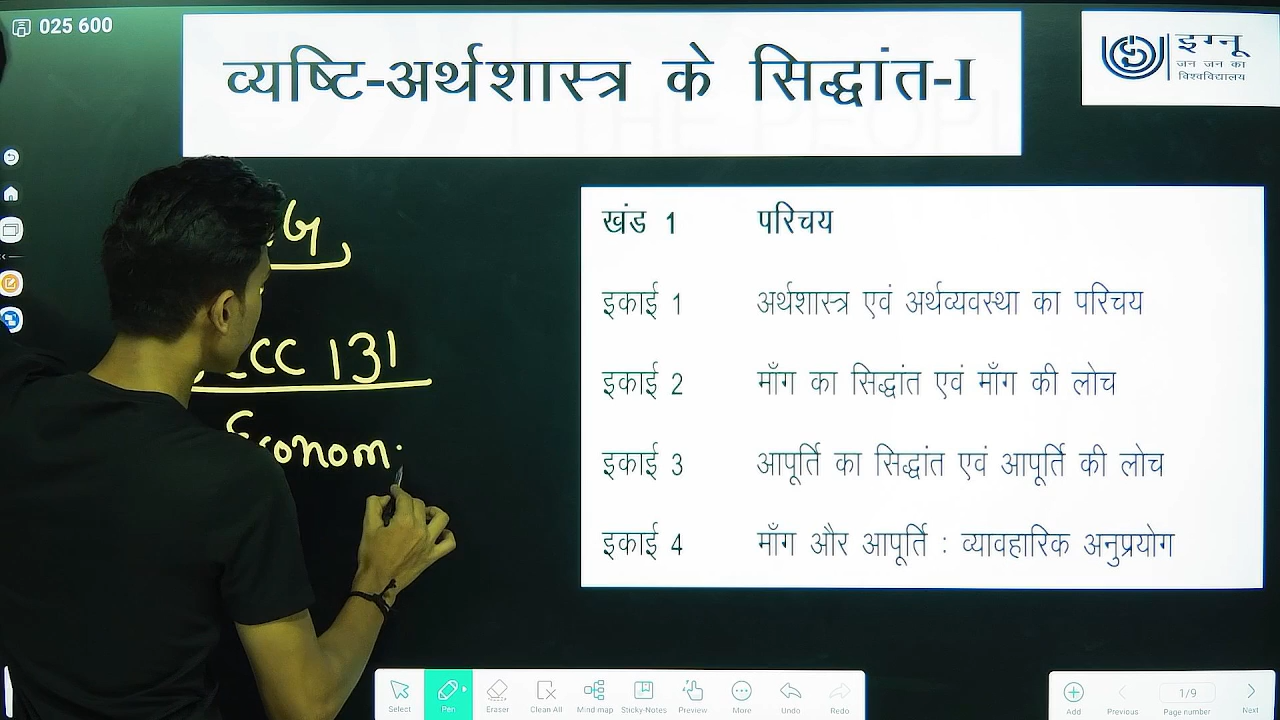 025 600
व्यष्टि-अर्थशास्त्र के सिद्धांत-I
इग्नू
जन जन का
विश्वविद्यालय
खंड 1 परिचय
इकाई 1 अर्थशास्त्र एवं अर्थव्यवस्था का परिचय
इकाई 2 माँग का सिद्धांत एवं माँग की लोच
इकाई 3 आपूर्ति का सिद्धांत एवं आपूर्ति की लोच
इकाई 4 माँग और आपूर्ति : व्यावहारिक अनुप्रयोग
G
CC 131
Econom
Select Pen Eraser Clean All Mind map Sticky-Notes Preview More Undo Redo
Add Previous 1/9 Page number Next